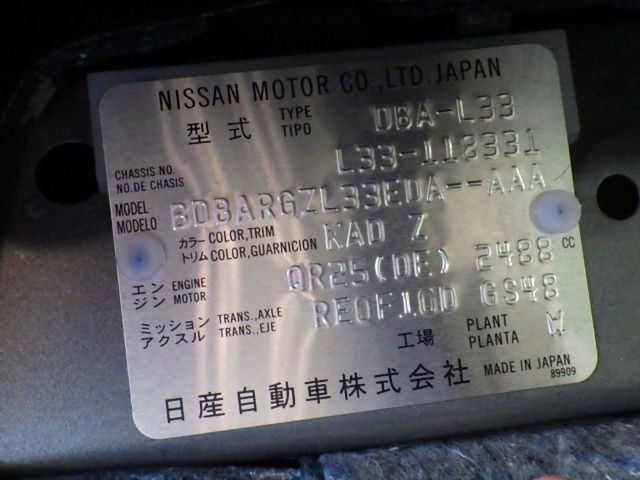 NISSAN MOTOR CO.,LTD.JAPAN
型式 TYPE TIPO DBA-L33
CHASSIS NO. NO.DE CHASIS L33-118331
MODEL MODELO BDBARGZL33EDA--AAA
カラー COLOR,TRIM トリム COLOR,GUARNICION KAD Z
エンジン ENGINE MOTOR QR25(DE) 2488 CC
ミッション アクスル TRANS.,AXLE TRANS.,EJE RE0F10D GS48
工場 PLANT PLANTA W
日産自動車株式会社 MADE IN JAPAN
89909